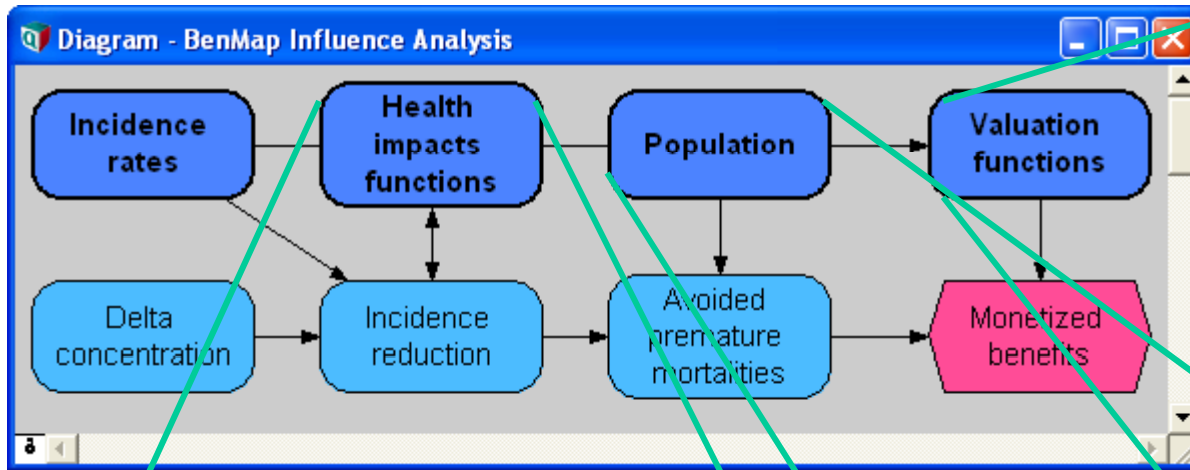 Diagram - BenMap Influence Analysis
Incidence
rates
Health
impacts
functions
Population
Valuation
functions
Delta
concentration
Incidence
reduction
Avoided
premature
mortalities
Monetized
benefits